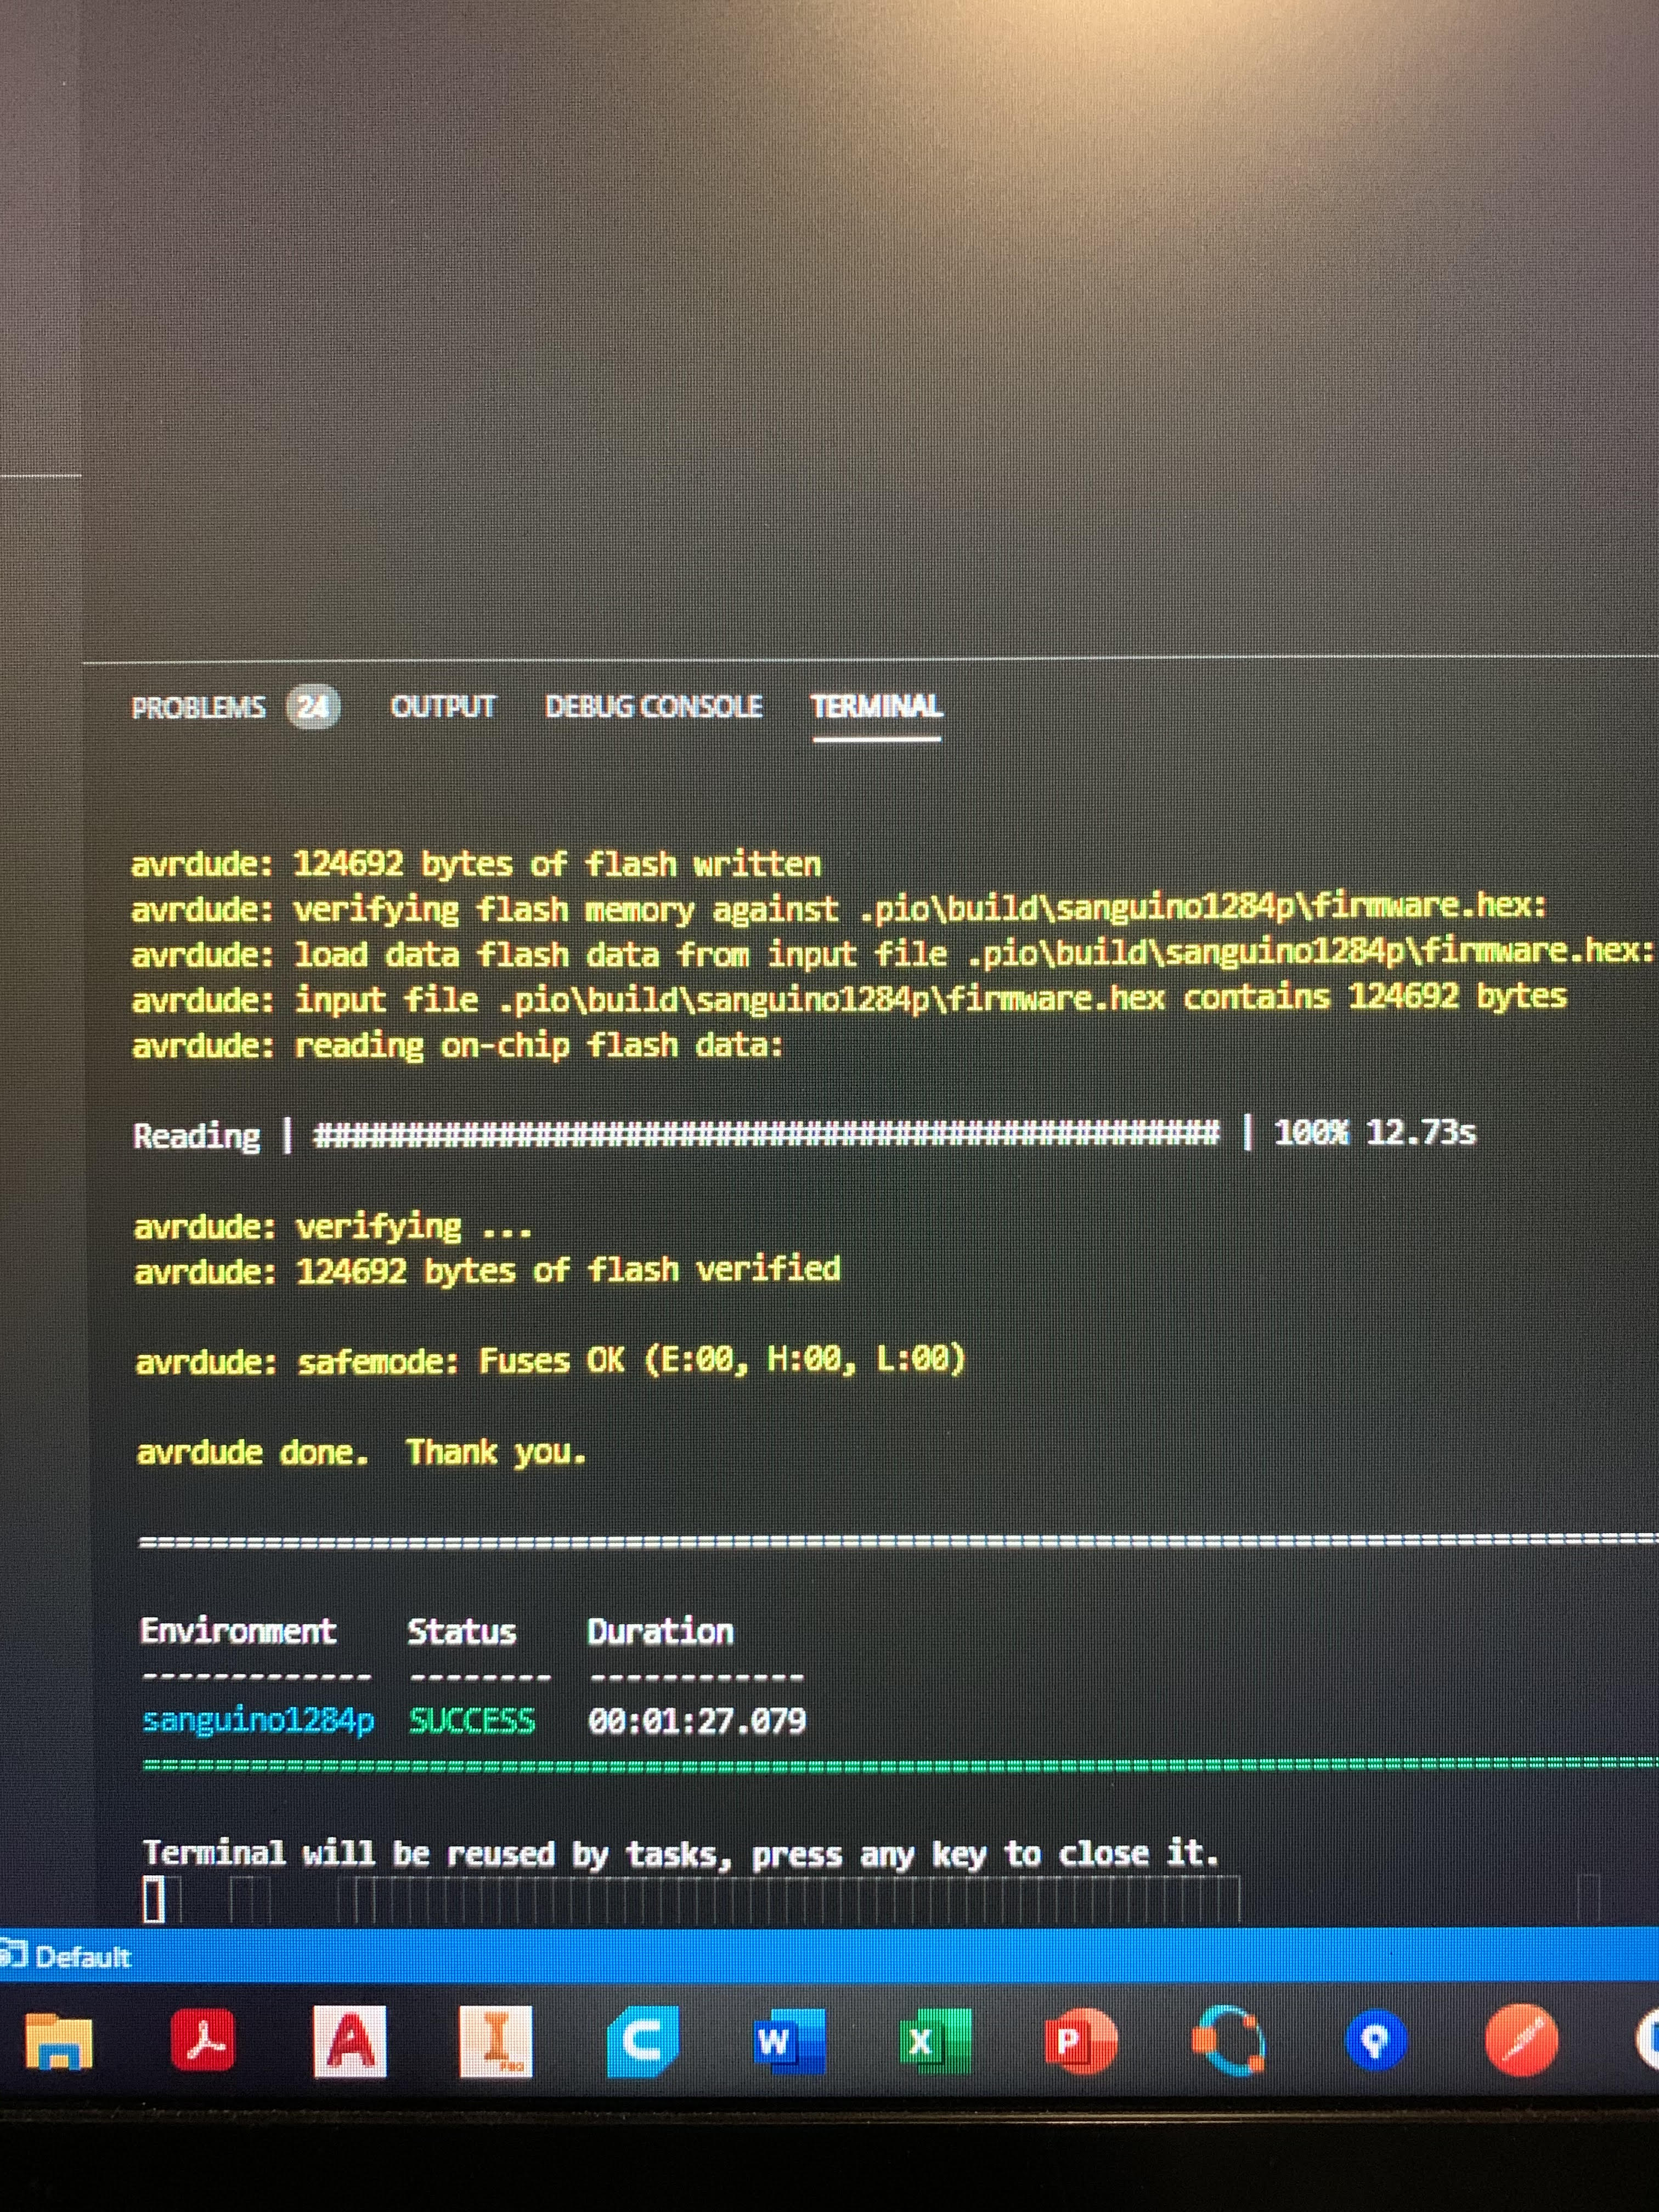 PROBLEMS 24 OUTPUT DEBUG CONSOLE TERMINAL
avrdude: 124692 bytes of flash written
avrdude: verifying flash memory against .pio\build\sanguino1284p\firmware.hex:
avrdude: load data flash data from input file .pio\build\sanguino1284p\firmware.hex:
avrdude: input file .pio\build\sanguino1284p\firmware.hex contains 124692 bytes
avrdude: reading on-chip flash data:
Reading | ################################################## | 100% 12.73s
avrdude: verifying ...
avrdude: 124692 bytes of flash verified
avrdude: safemode: Fuses OK (E:00, H:00, L:00)
avrdude done.  Thank you.
Environment Status Duration
------------- -------- ------------
sanguino1284p SUCCESS 00:01:27.079
Terminal will be reused by tasks, press any key to close it.
Default
A I PRO C W X P